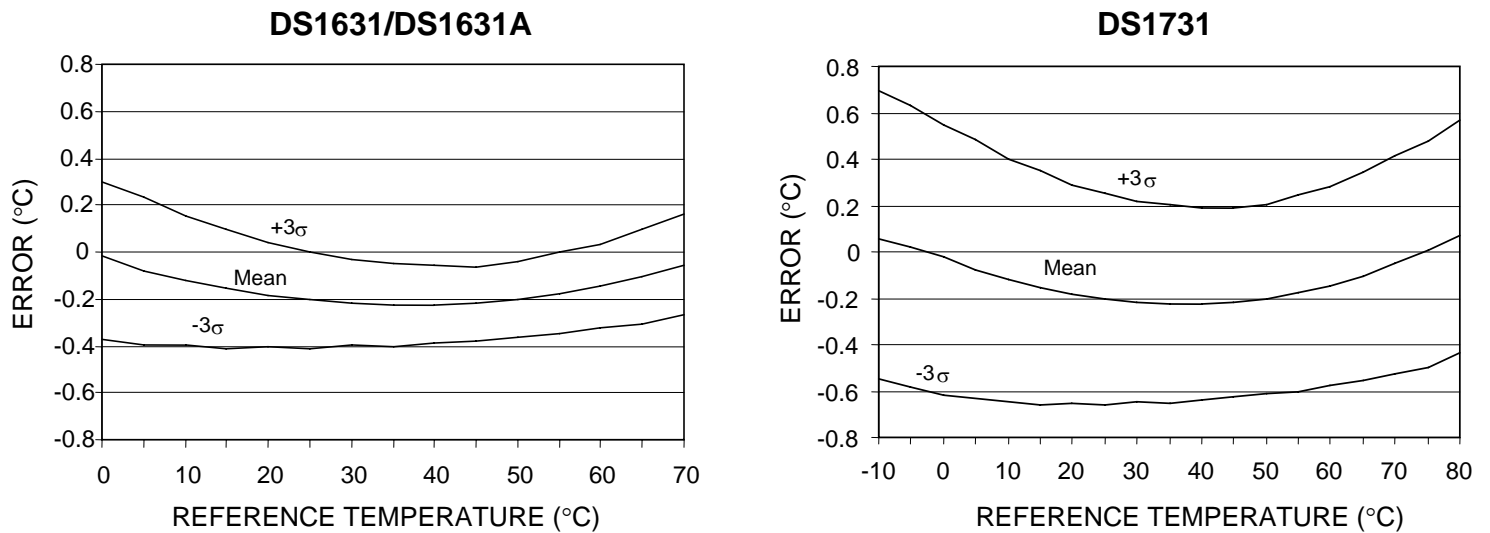 DS1631/DS1631A
0.8
0.6
0.4
0.2
0
-0.2
-0.4
-0.6
-0.8
ERROR (°C)
+3σ
Mean
-3σ
0 10 20 30 40 50 60 70
REFERENCE TEMPERATURE (°C)
DS1731
0.8
0.6
0.4
0.2
0
-0.2
-0.4
-0.6
-0.8
ERROR (°C)
+3σ
Mean
-3σ
-10 0 10 20 30 40 50 60 70 80
REFERENCE TEMPERATURE (°C)